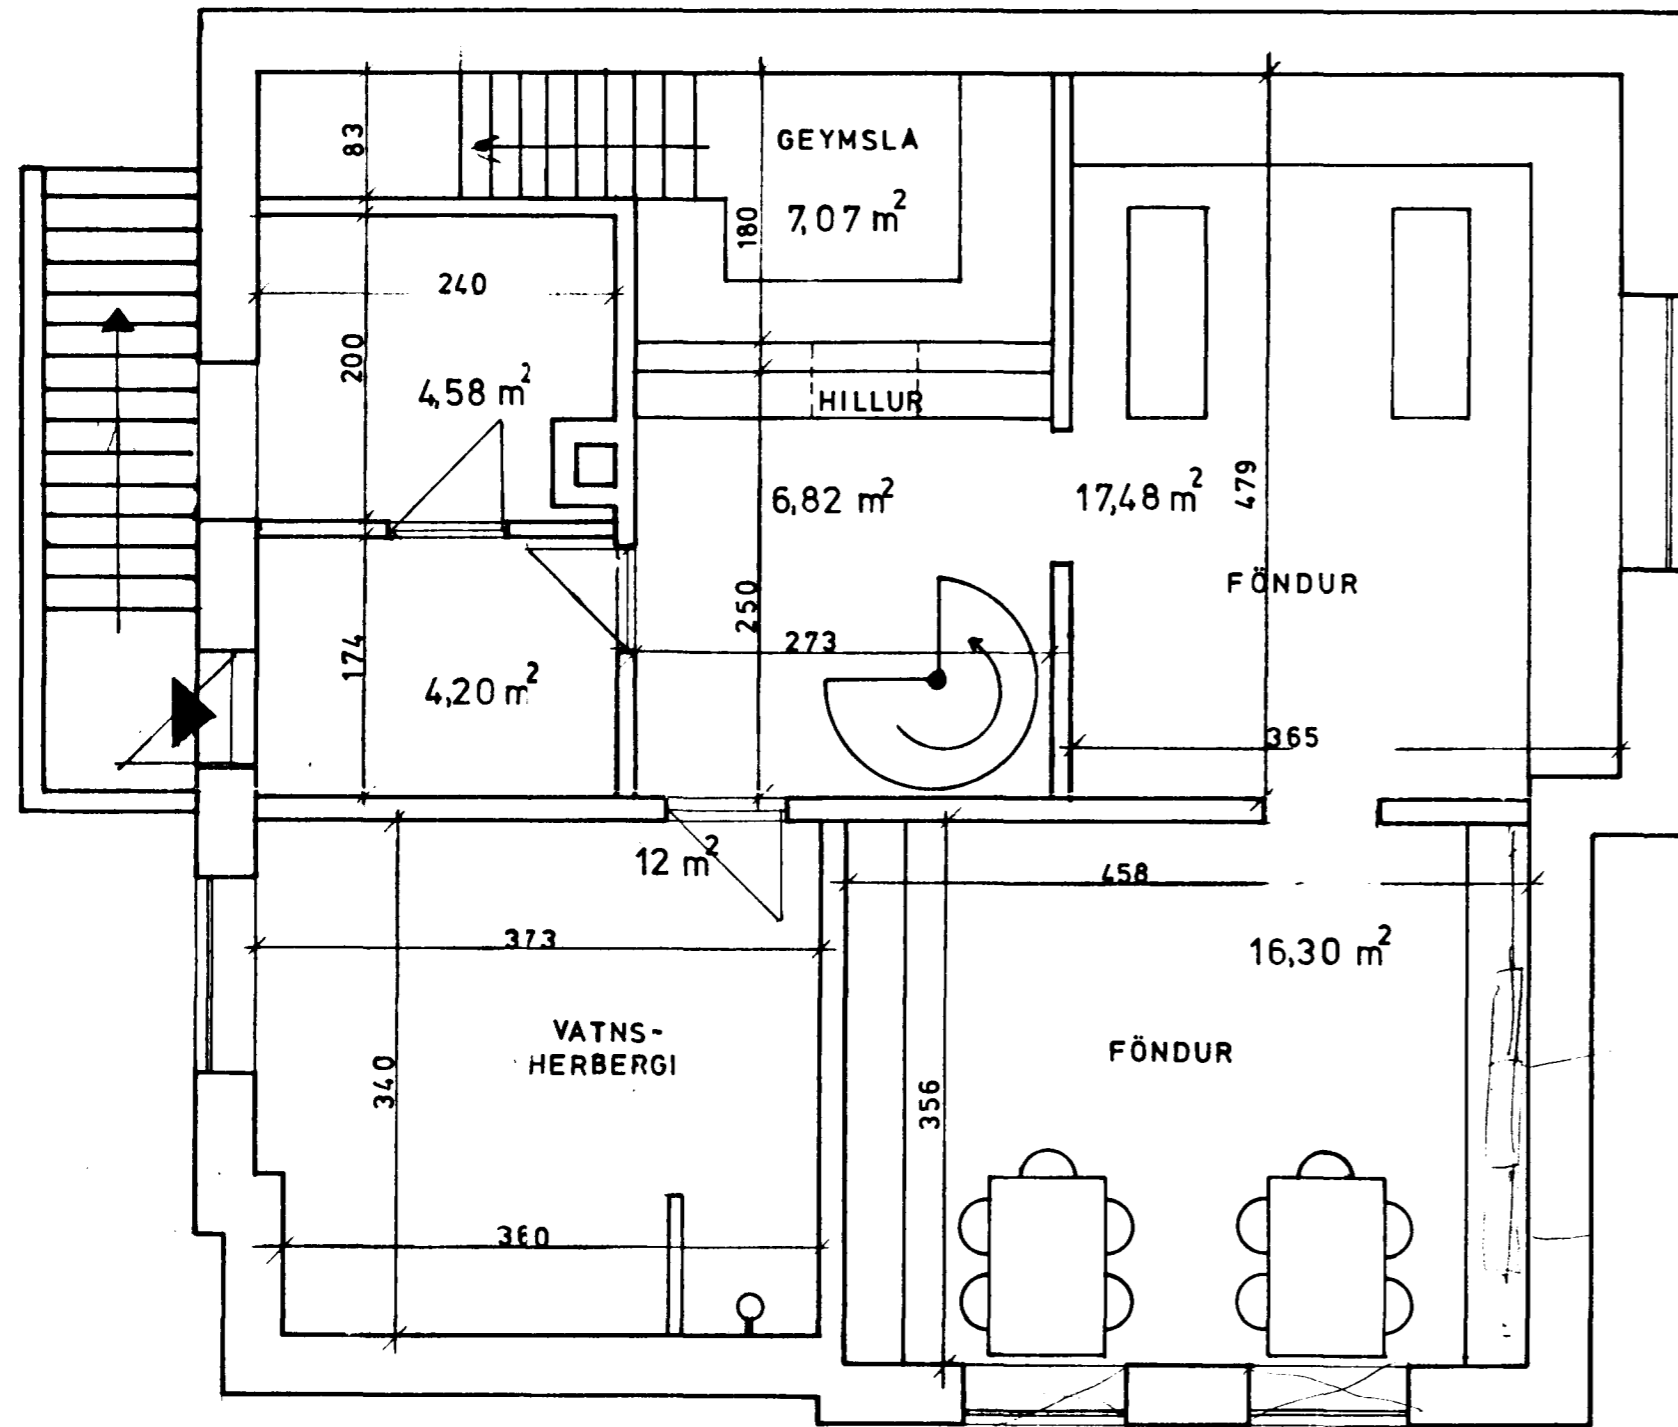 83
GEYMSLA
7,07 m²
180
240
200
4,58 m²
HILLUR
6,82 m²
17,48 m²
479
FÖNDUR
250
273
174
4,20 m²
365
12 m²
458
373
16,30 m²
VATNS-
HERBERGI
FÖNDUR
340
356
360